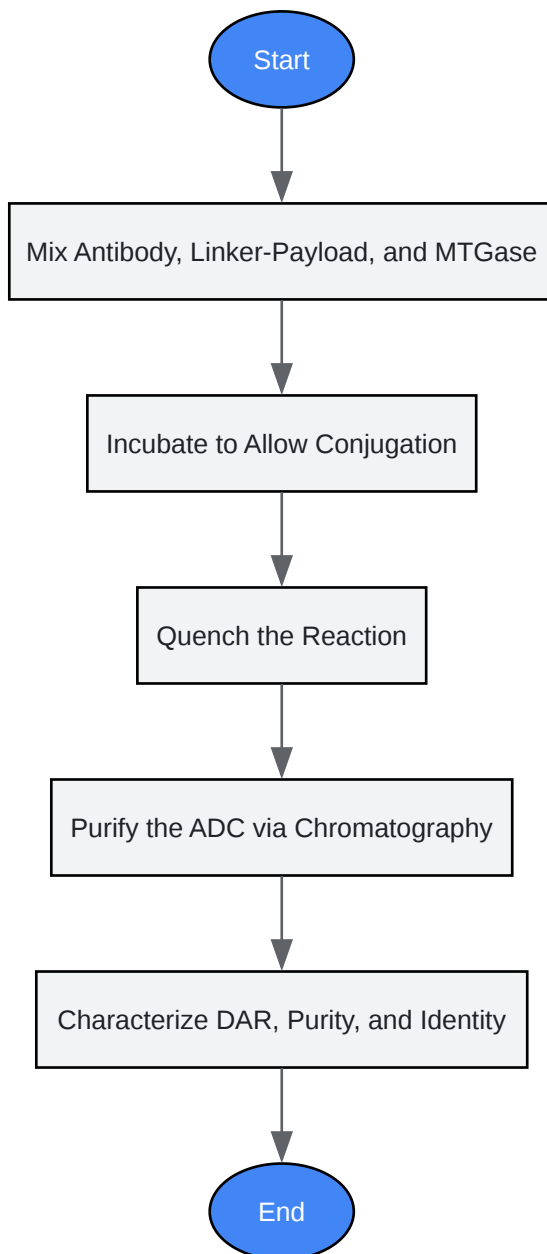 Start
Mix Antibody, Linker-Payload, and MTGase
Incubate to Allow Conjugation
Quench the Reaction
Purify the ADC via Chromatography
Characterize DAR, Purity, and Identity
End